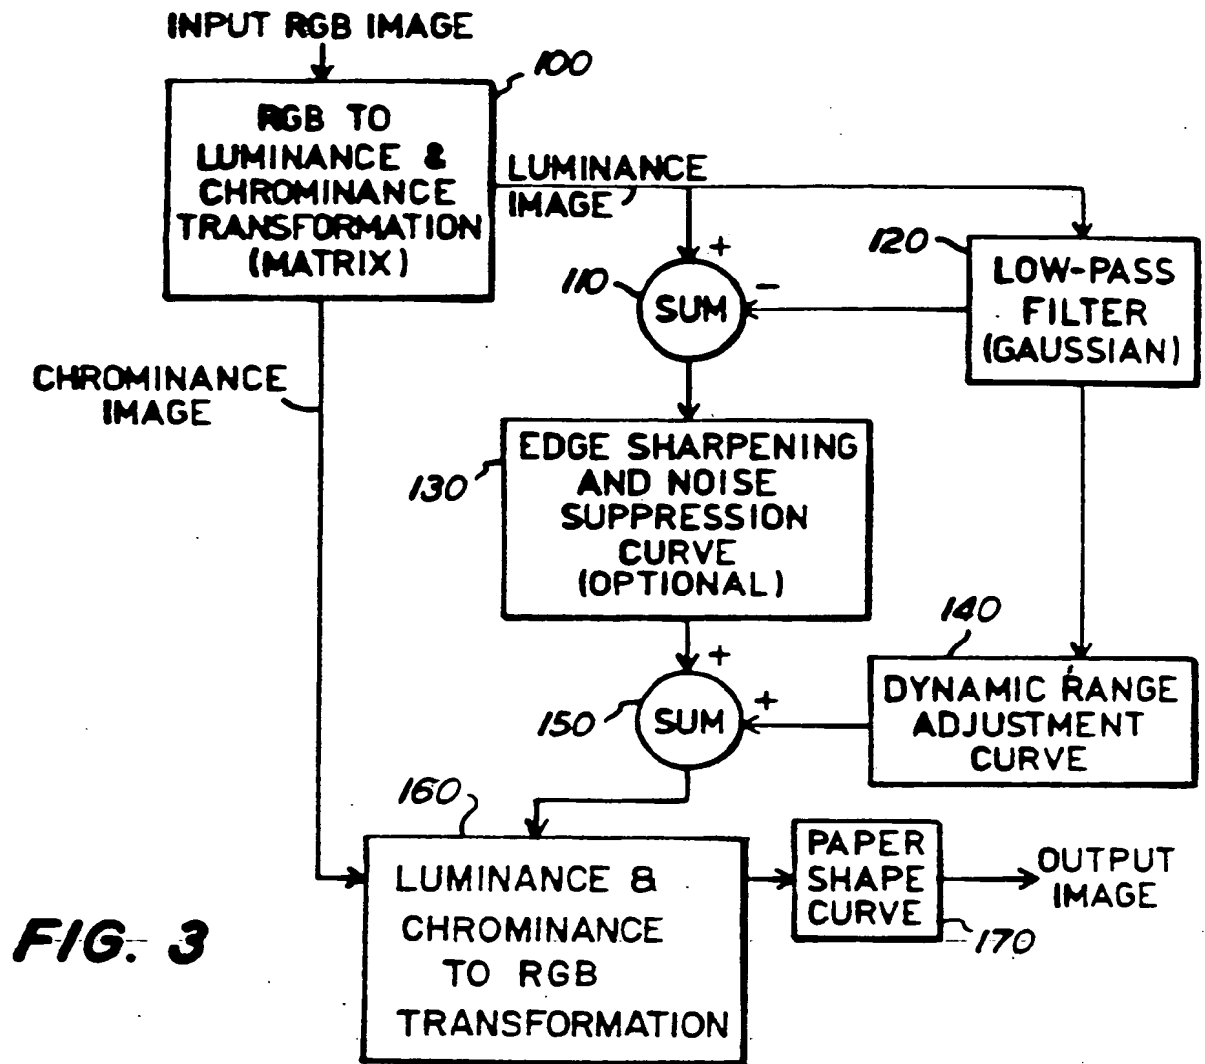 INPUT RGB IMAGE
100
RGB TO
LUMINANCE &
CHROMINANCE
TRANSFORMATION
(MATRIX)
LUMINANCE
IMAGE
120
LOW-PASS
FILTER
(GAUSSIAN)
+
110
SUM
-
CHROMINANCE
IMAGE
130
EDGE SHARPENING
AND NOISE
SUPPRESSION
CURVE
(OPTIONAL)
140
DYNAMIC RANGE
ADJUSTMENT
CURVE
+
150
SUM
+
160
LUMINANCE &
CHROMINANCE
TO RGB
TRANSFORMATION
PAPER
SHAPE
CURVE
170
OUTPUT
IMAGE
FIG. 3